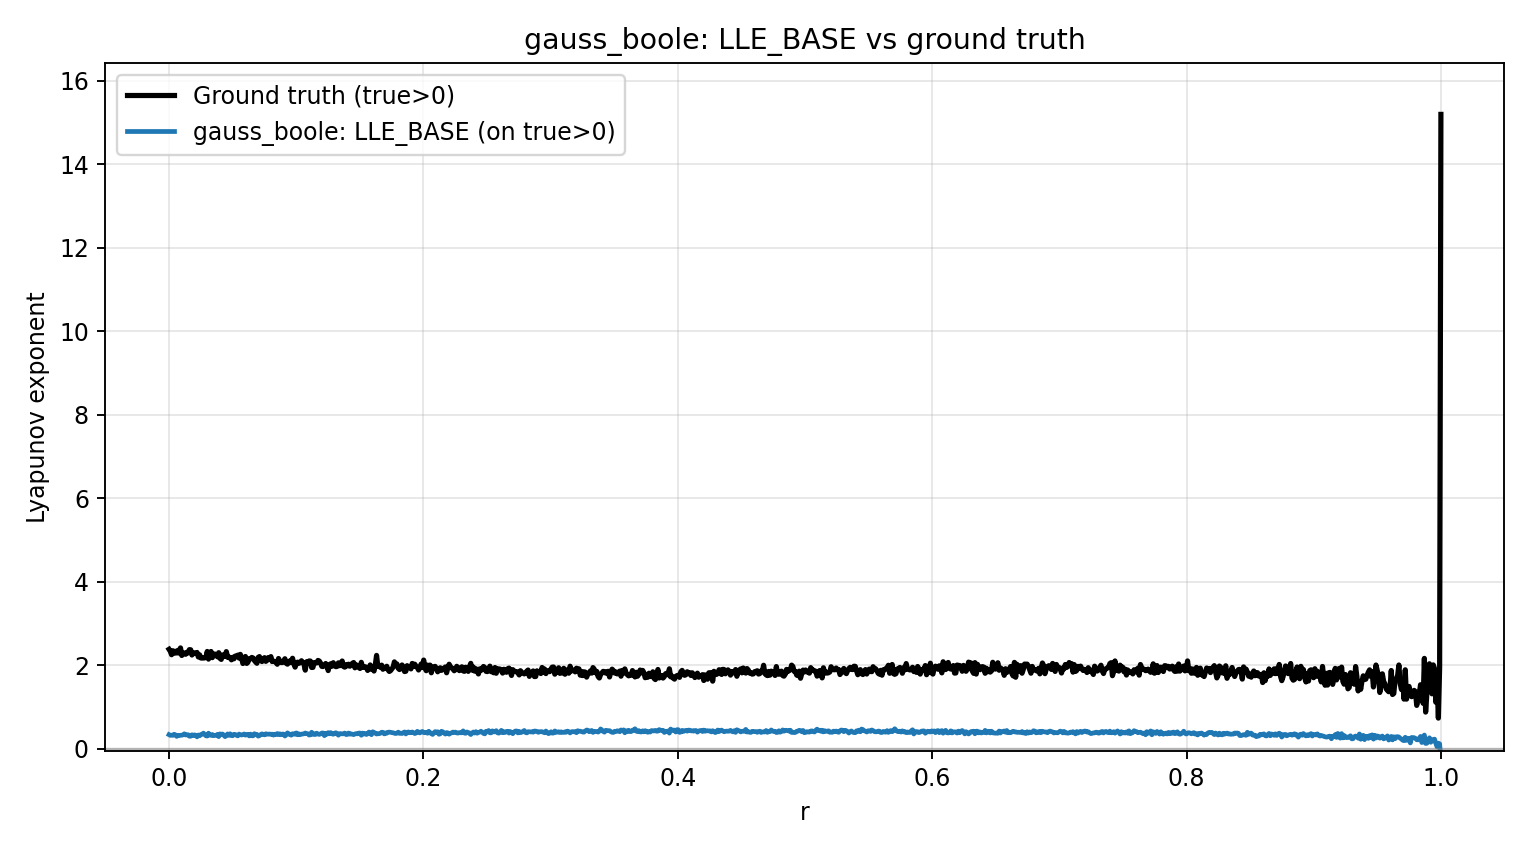 gauss_boole: LLE_BASE vs ground truth
Ground truth (true>0)
gauss_boole: LLE_BASE (on true>0)
Lyapunov exponent
16
14
12
10
8
6
4
2
0
0.0 0.2 0.4 0.6 0.8 1.0
r